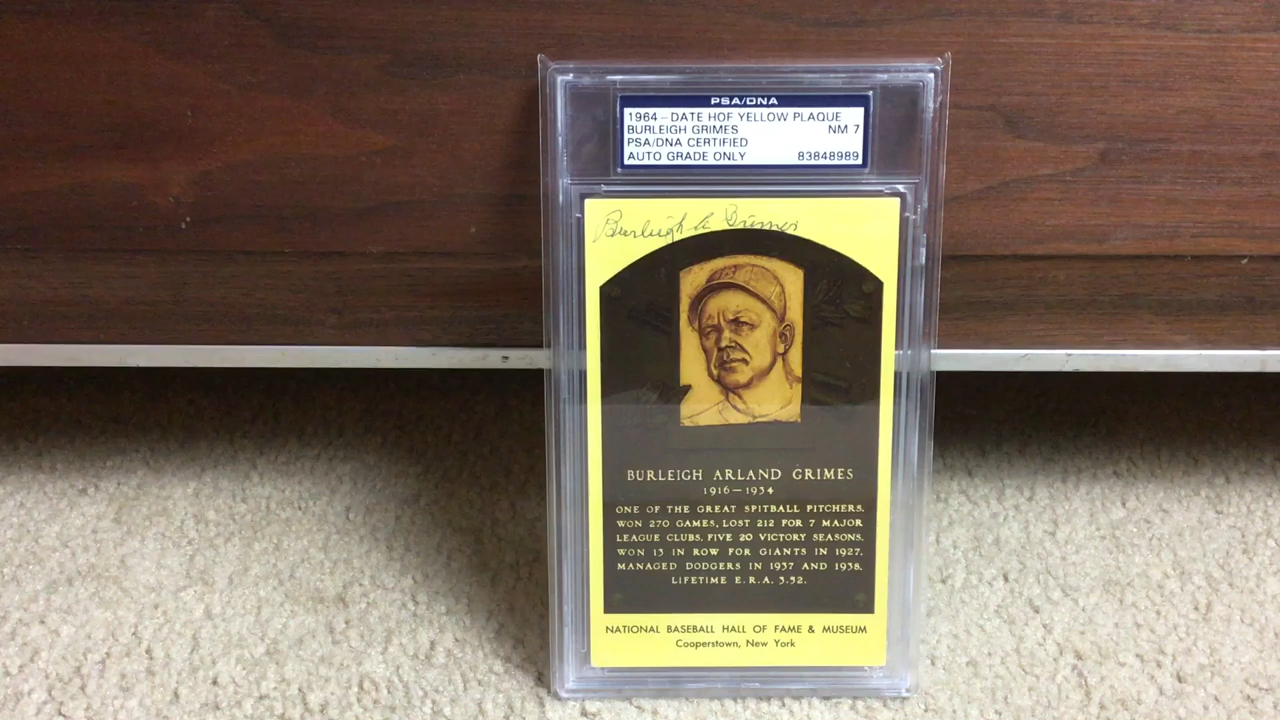 PSA/DNA
1964-DATE HOF YELLOW PLAQUE
BURLEIGH GRIMES NM 7
PSA/DNA CERTIFIED
AUTO GRADE ONLY 83848989
Burleigh A Grimes
BURLEIGH ARLAND GRIMES
1916-1934
ONE OF THE GREAT SPITBALL PITCHERS.
WON 270 GAMES, LOST 212 FOR 7 MAJOR
LEAGUE CLUBS. FIVE 20 VICTORY SEASONS.
WON 13 IN ROW FOR GIANTS IN 1927.
MANAGED DODGERS IN 1937 AND 1938.
LIFETIME E.R.A. 3.52.
NATIONAL BASEBALL HALL OF FAME & MUSEUM
Cooperstown, New York